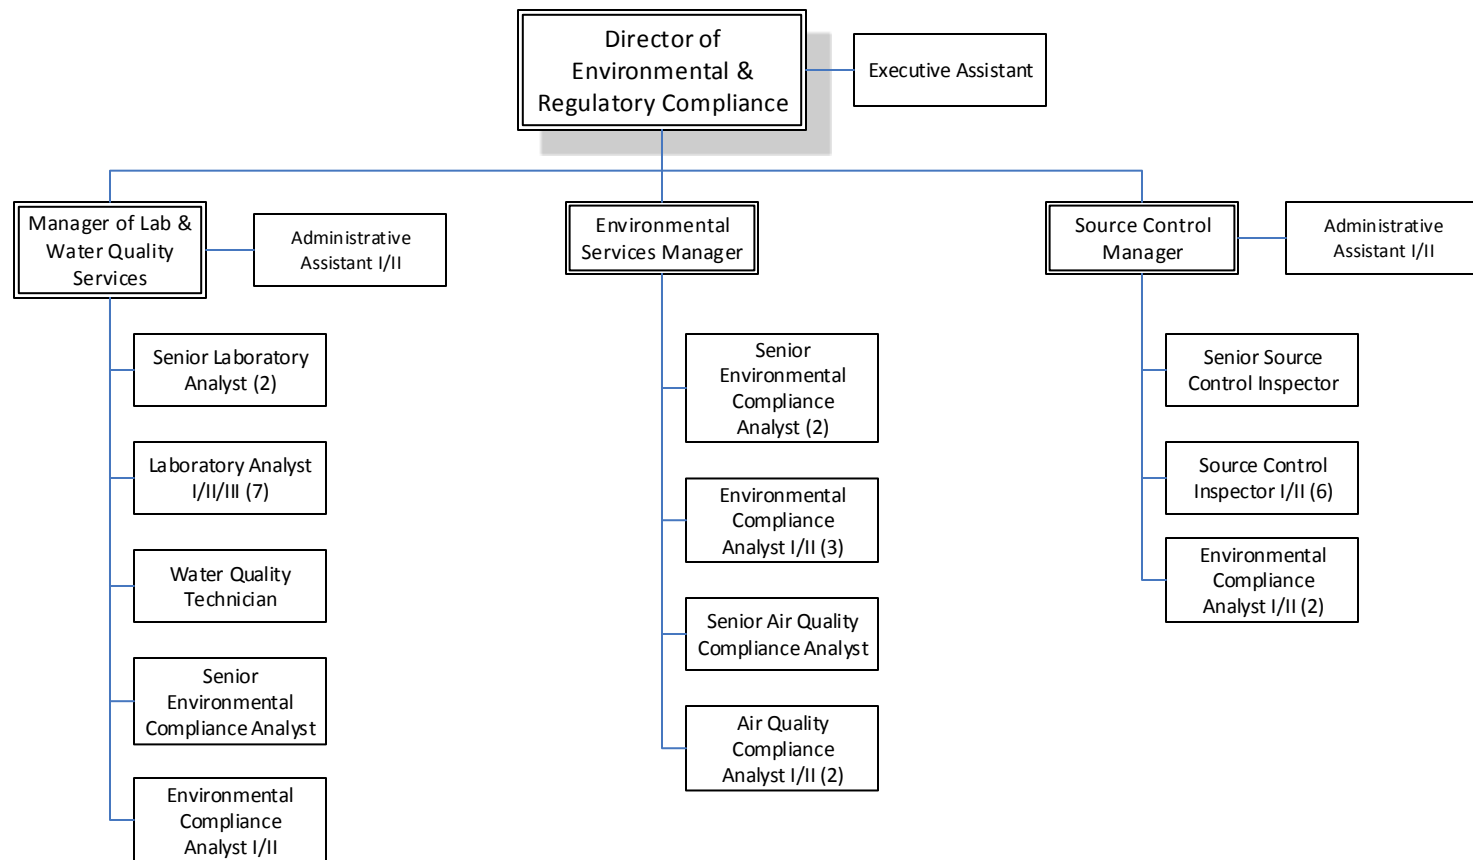 Director of
Environmental &
Regulatory Compliance
Executive Assistant
Manager of Lab &
Water Quality
Services
Administrative
Assistant I/II
Environmental
Services Manager
Source Control
Manager
Administrative
Assistant I/II
Senior Laboratory
Analyst (2)
Laboratory Analyst
I/II/III (7)
Water Quality
Technician
Senior
Environmental
Compliance Analyst
Environmental
Compliance
Analyst I/II
Senior
Environmental
Compliance
Analyst (2)
Environmental
Compliance
Analyst I/II (3)
Senior Air Quality
Compliance Analyst
Air Quality
Compliance
Analyst I/II (2)
Senior Source
Control Inspector
Source Control
Inspector I/II (6)
Environmental
Compliance
Analyst I/II (2)